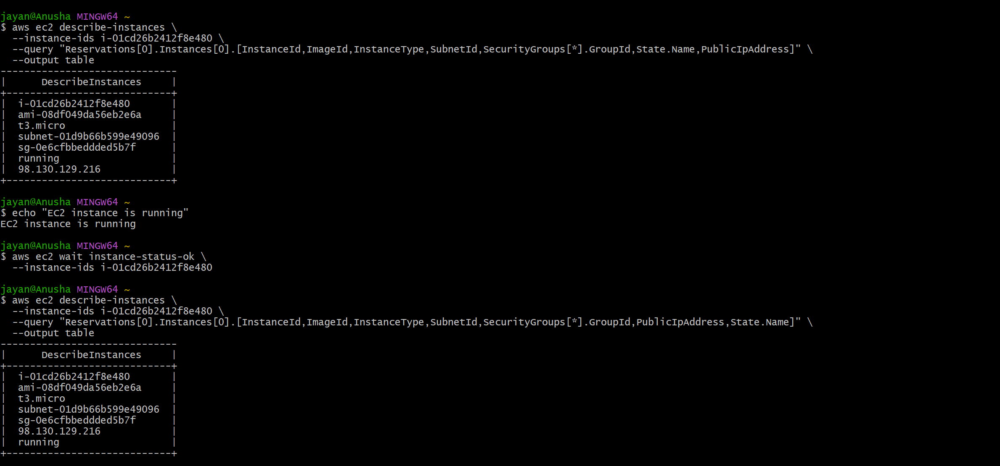 jayan@Anusha MINGW64 ~
$ aws ec2 describe-instances \
  --instance-ids i-01cd26b2412f8e480 \
  --query "Reservations[0].Instances[0].[InstanceId,ImageId,InstanceType,SubnetId,SecurityGroups[*].GroupId,State.Name,PublicIpAddress]" \
  --output table
------------------------------
|      DescribeInstances     |
+----------------------------+
|  i-01cd26b2412f8e480       |
|  ami-08df049da56eb2e6a     |
|  t3.micro                  |
|  subnet-01d9b66b599e49096  |
|  sg-0e6cfbbeddded5b7f      |
|  running                   |
|  98.130.129.216            |
+----------------------------+
jayan@Anusha MINGW64 ~
$ echo "EC2 instance is running"
EC2 instance is running
jayan@Anusha MINGW64 ~
$ aws ec2 wait instance-status-ok \
  --instance-ids i-01cd26b2412f8e480
jayan@Anusha MINGW64 ~
$ aws ec2 describe-instances \
  --instance-ids i-01cd26b2412f8e480 \
  --query "Reservations[0].Instances[0].[InstanceId,ImageId,InstanceType,SubnetId,SecurityGroups[*].GroupId,PublicIpAddress,State.Name]" \
  --output table
------------------------------
|      DescribeInstances     |
+----------------------------+
|  i-01cd26b2412f8e480       |
|  ami-08df049da56eb2e6a     |
|  t3.micro                  |
|  subnet-01d9b66b599e49096  |
|  sg-0e6cfbbeddded5b7f      |
|  98.130.129.216            |
|  running                   |
+----------------------------+